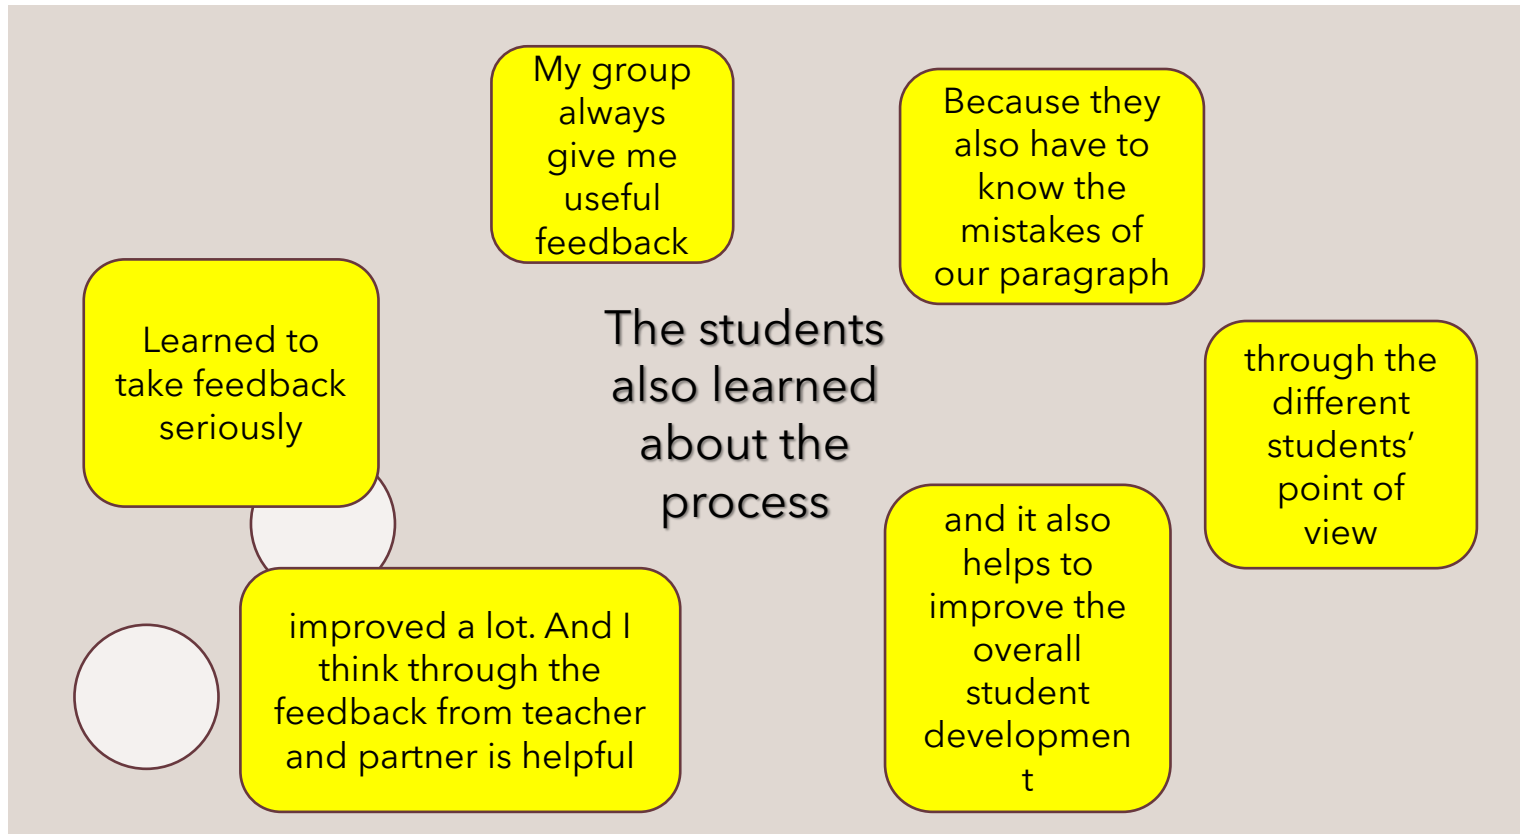 My group
always
give me
useful
feedback
Because they
also have to
know the
mistakes of
our paragraph
Learned to
take feedback
seriously
The students
also learned
about the
process
through the
different
students’
point of
view
and it also
helps to
improve the
overall
student
developmen
t
improved a lot. And I
think through the
feedback from teacher
and partner is helpful